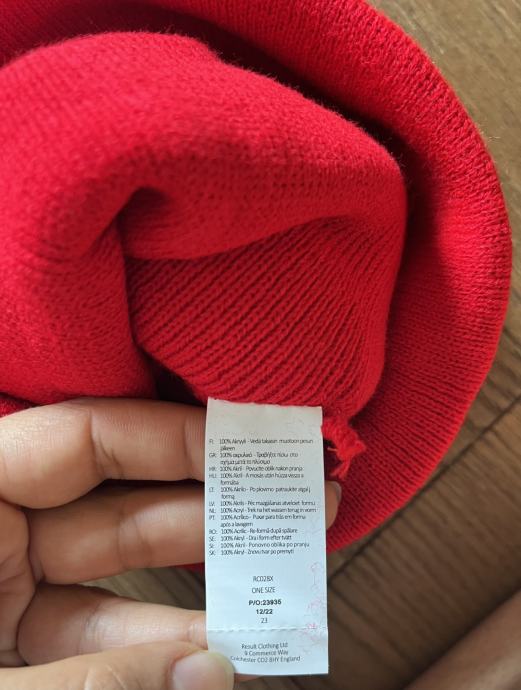 FI: 100% Akryyli - Vedä takaisin muotoon pesun
jälkeen
GR: 100% ακρυλικό - Τραβήξτε πίσω στο
σχήμα μετά το πλύσιμο
HR: 100% Akril - Povucite oblik nakon pranja
HU: 100% Akril - A mosás után húzza vissza a
formába
LT: 100% Akrilo - Po plovimo patraukite atgal į
formą
LV: 100% Akrils - Pēc mazgāšanas atvelciet formu
NL: 100% Acryl - Trek na het wassen terug in vorm
PT: 100% Acrílico - Puxar para trás em forma
após a lavagem
RO: 100% Acrilic - Re-formă după spălare
SE: 100% Akryl - Dra i form efter tvätt
SI: 100% Akril - Ponovno oblika po pranju
SK: 100% Akryl - Znovu tvar po premytí
RC028X
ONE SIZE
P/O:23935
12/22
23
Result Clothing Ltd
9 Commerce Way
Colchester CO2 8HY England